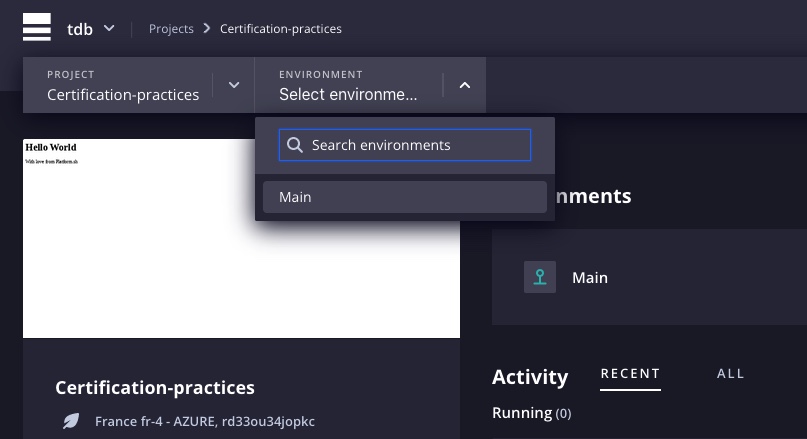 tdb
Projects > Certification-practices
PROJECT
Certification-practices
ENVIRONMENT
Select environme...
Search environments
Main
Hello World
With love from Platform.sh
nments
Main
Certification-practices
France fr-4 - AZURE, rd33ou34jopkc
Activity RECENT ALL
Running (0)